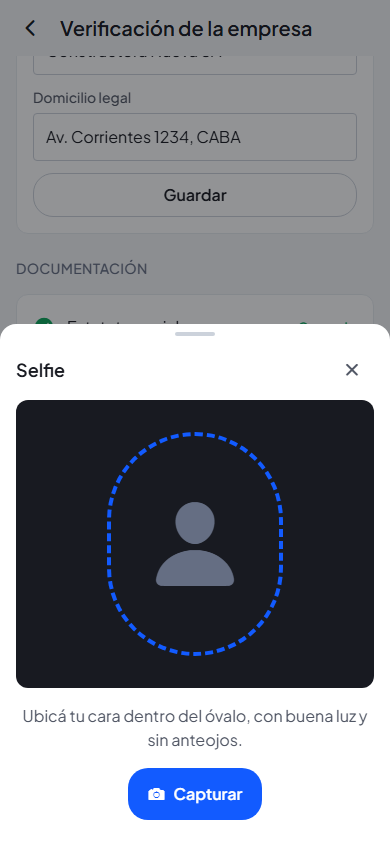 Verificación de la empresa
Domicilio legal
Av. Corrientes 1234, CABA
Guardar
DOCUMENTACIÓN
Selfie
Ubicá tu cara dentro del óvalo, con buena luz y
sin anteojos.
Capturar